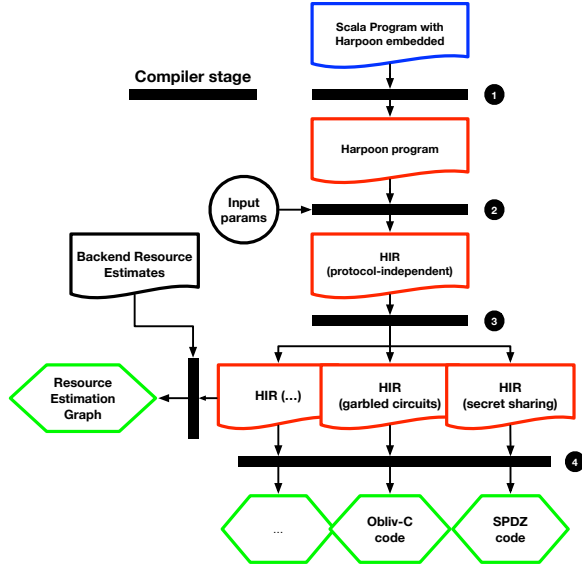 Scala Program with
Harpoon embedded
Compiler stage
1
Harpoon program
Input
params
2
HIR
(protocol-independent)
Backend Resource
Estimates
3
Resource
Estimation
Graph
HIR (...)
HIR
(garbled circuits)
HIR
(secret sharing)
4
...
Obliv-C
code
SPDZ
code